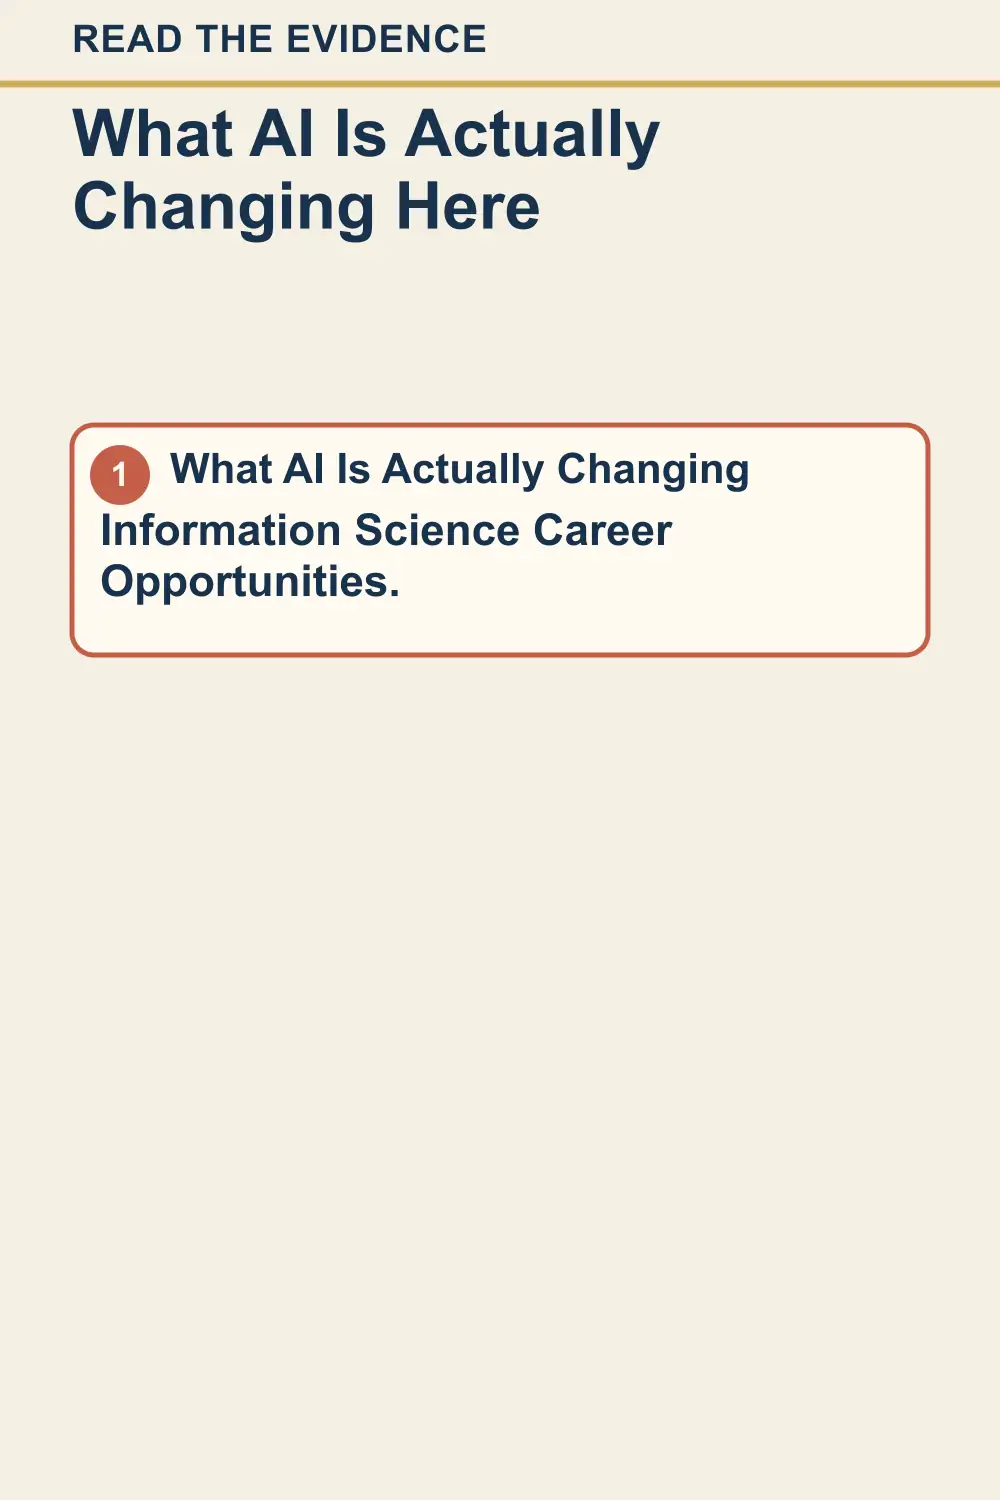 READ THE EVIDENCE
What AI Is Actually
Changing Here
1 What AI Is Actually Changing
Information Science Career
Opportunities.